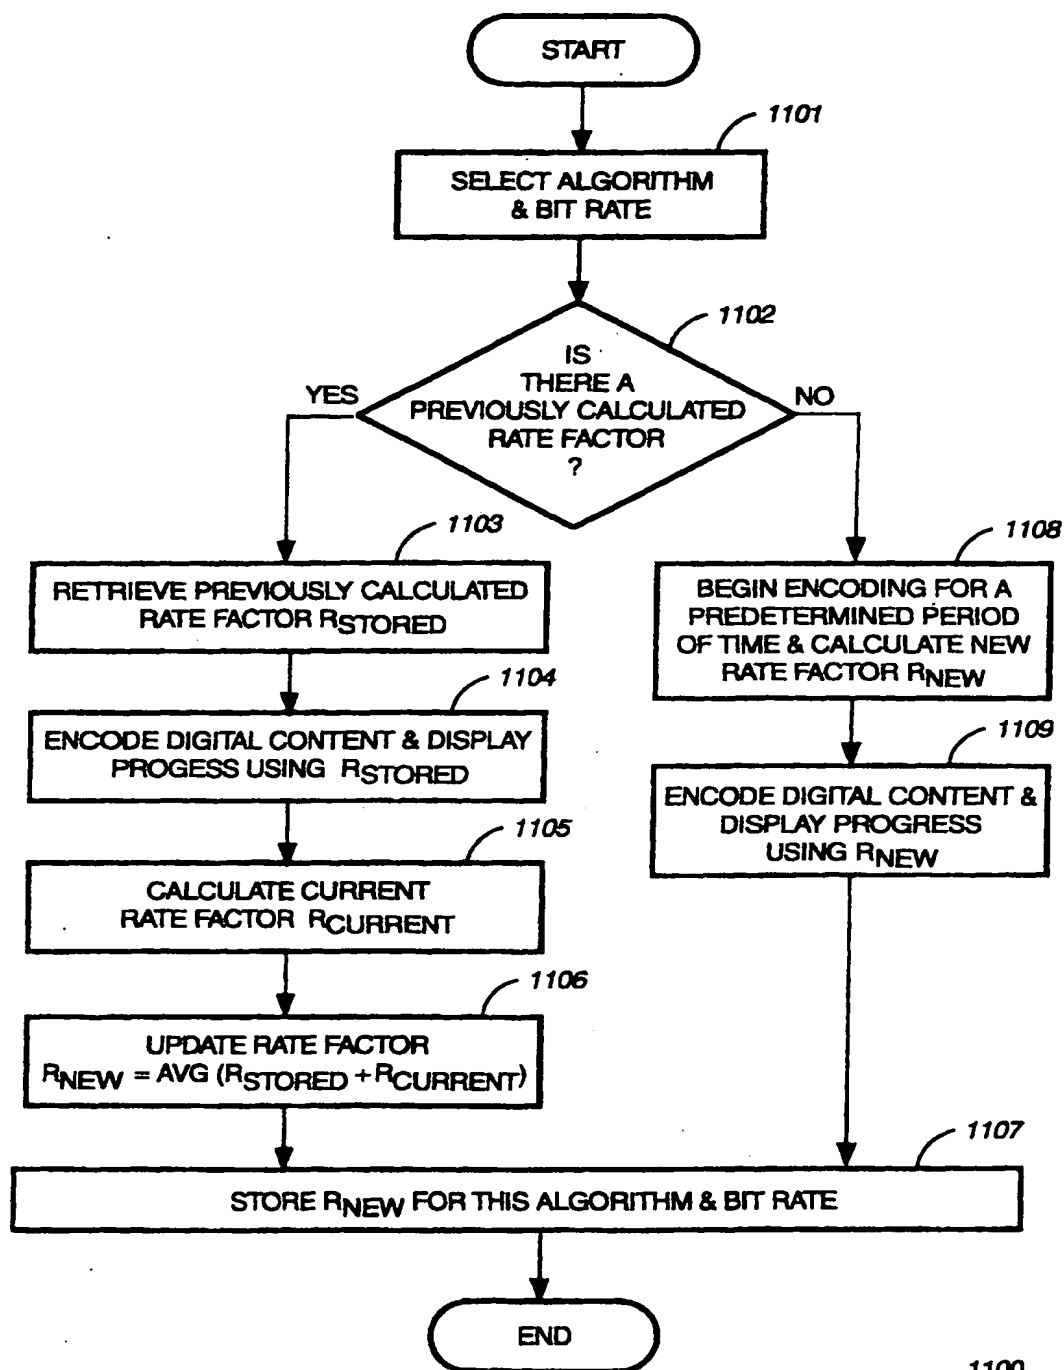 START
1101
SELECT ALGORITHM
& BIT RATE
1102
IS
THERE A
PREVIOUSLY CALCULATED
RATE FACTOR
?
YES
NO
1103
RETRIEVE PREVIOUSLY CALCULATED
RATE FACTOR RSTORED
1104
ENCODE DIGITAL CONTENT & DISPLAY
PROGESS USING RSTORED
1105
CALCULATE CURRENT
RATE FACTOR RCURRENT
1106
UPDATE RATE FACTOR
RNEW = AVG (RSTORED +RCURRENT)
1108
BEGIN ENCODING FOR A
PREDETERMINED PERIOD
OF TIME & CALCULATE NEW
RATE FACTOR RNEW
1109
ENCODE DIGITAL CONTENT &
DISPLAY PROGRESS
USING RNEW
1107
STORE RNEW FOR THIS ALGORITHM & BIT RATE
END
1100